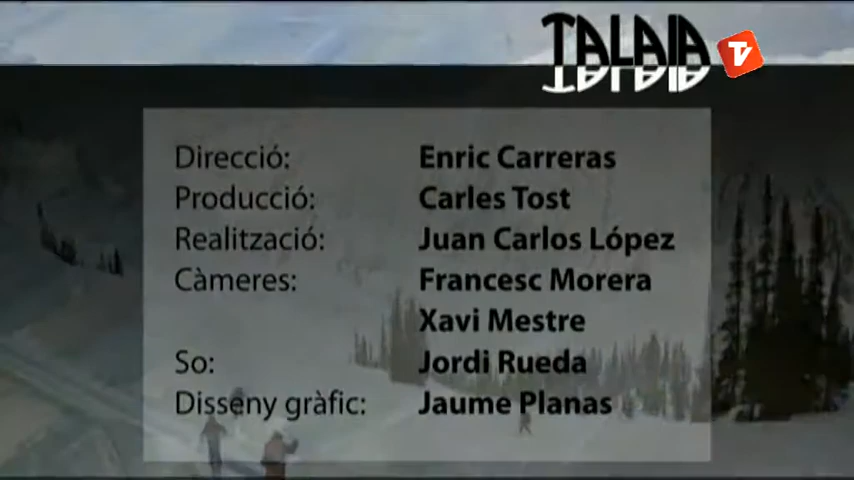 TALAIA
Direcció: Enric Carreras
Producció: Carles Tost
Realització: Juan Carlos López
Càmeres: Francesc Morera
Xavi Mestre
So: Jordi Rueda
Disseny gràfic: Jaume Planas